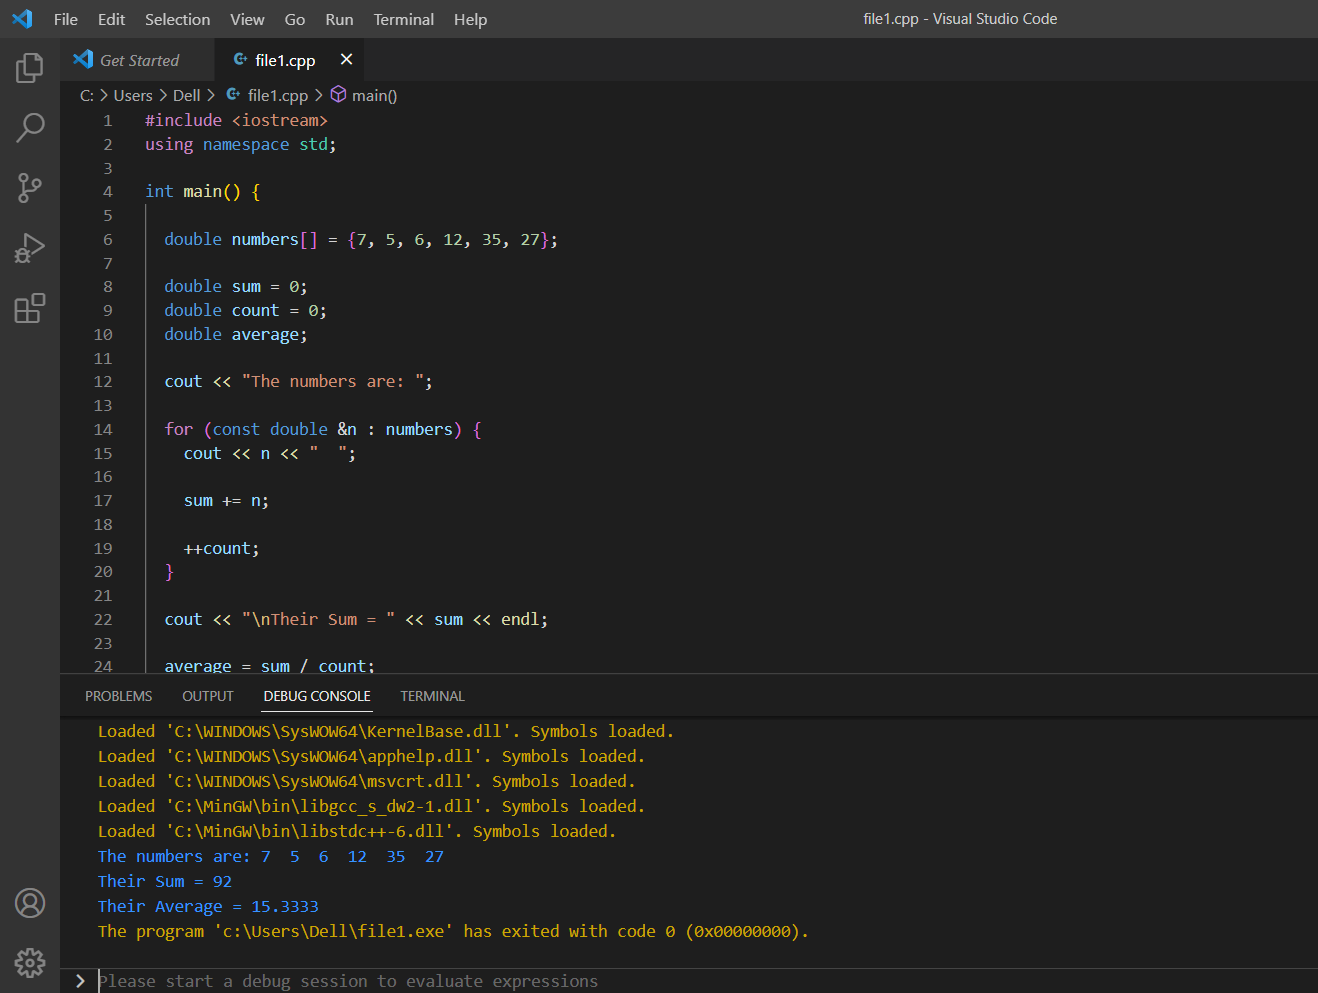 File Edit Selection View Go Run Terminal Help file1.cpp - Visual Studio Code
Get Started file1.cpp
C: > Users > Dell > file1.cpp > main()
1 #include <iostream>
2 using namespace std;
3
4 int main() {
5
6 double numbers[] = {7, 5, 6, 12, 35, 27};
7
8 double sum = 0;
9 double count = 0;
10 double average;
11
12 cout << "The numbers are: ";
13
14 for (const double &n : numbers) {
15 cout << n << "  ";
16
17 sum += n;
18
19 ++count;
20 }
21
22 cout << "\nTheir Sum = " << sum << endl;
23
24 average = sum / count;
PROBLEMS OUTPUT DEBUG CONSOLE TERMINAL
Loaded 'C:\WINDOWS\SysWOW64\KernelBase.dll'. Symbols loaded.
Loaded 'C:\WINDOWS\SysWOW64\apphelp.dll'. Symbols loaded.
Loaded 'C:\WINDOWS\SysWOW64\msvcrt.dll'. Symbols loaded.
Loaded 'C:\MinGW\bin\libgcc_s_dw2-1.dll'. Symbols loaded.
Loaded 'C:\MinGW\bin\libstdc++-6.dll'. Symbols loaded.
The numbers are: 7  5  6  12  35  27
Their Sum = 92
Their Average = 15.3333
The program 'c:\Users\Dell\file1.exe' has exited with code 0 (0x00000000).
> Please start a debug session to evaluate expressions